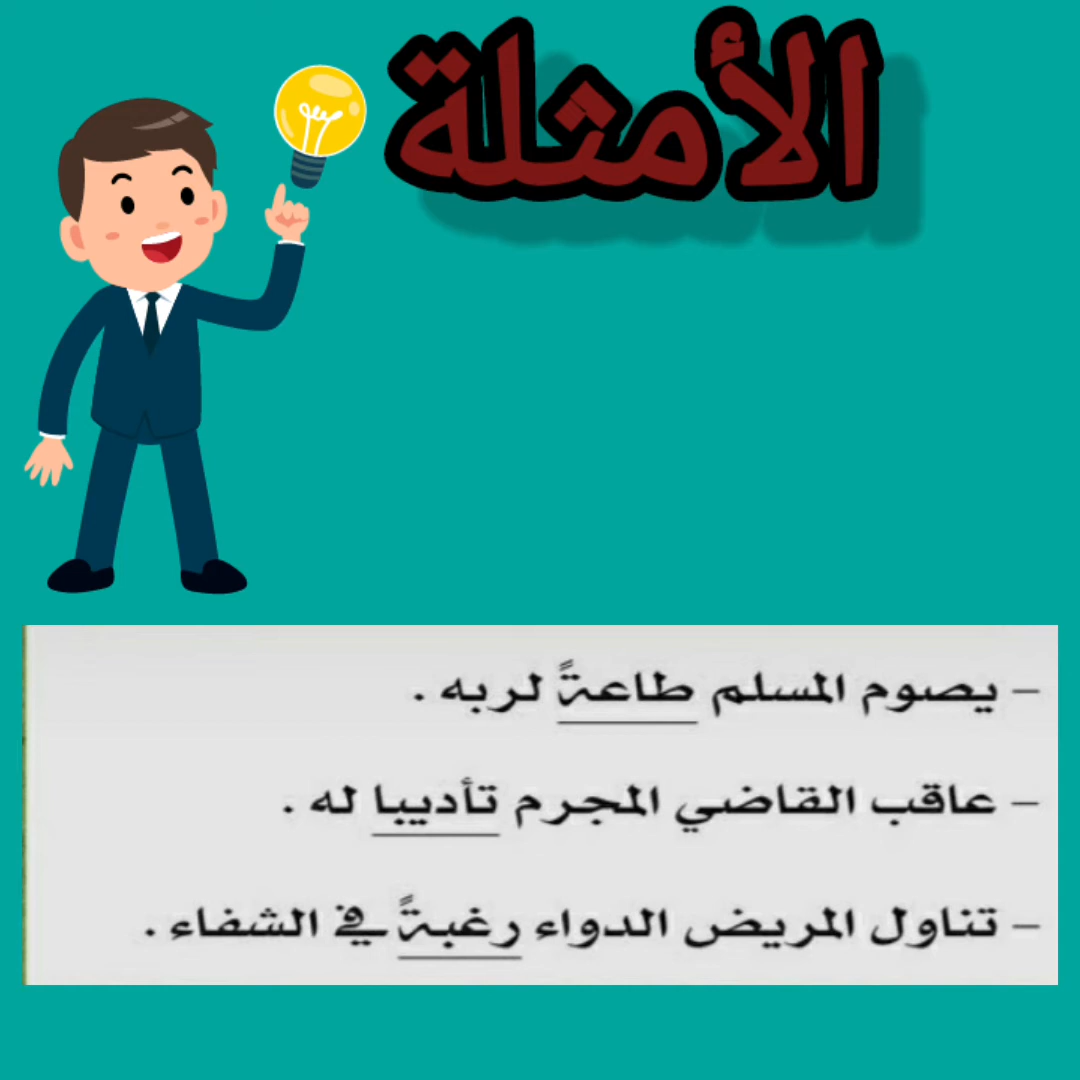 الأمثلة
- يصوم المسلم طاعةً لربه .
- عاقب القاضي المجرم تأديبا له .
- تناول المريض الدواء رغبةً في الشفاء .